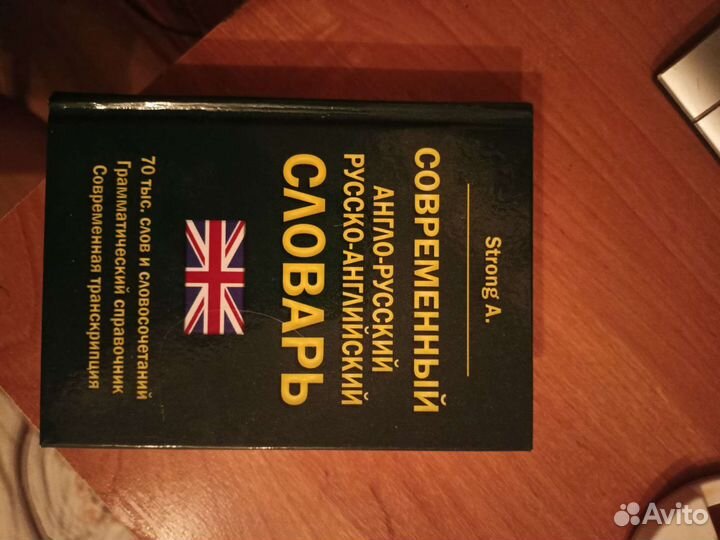 Strong A.
СОВРЕМЕННЫЙ
АНГЛО-РУССКИЙ
РУССКО-АНГЛИЙСКИЙ
СЛОВАРЬ
70 тыс. слов и словосочетаний
Грамматический справочник
Современная транскрипция
Avito